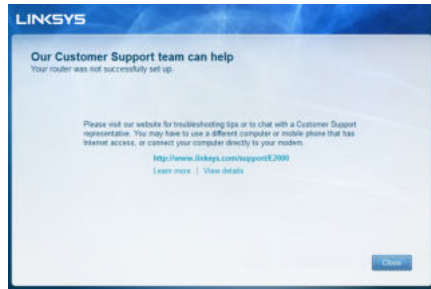 LINKSYS
Our Customer Support team can help
Your router was not successfully set up.
Please visit our website for troubleshooting tips or to chat with a Customer Support
representative. You may have to use a different computer or mobile phone that has
Internet access, or connect your computer directly to your modem.
http://www.linksys.com/support/E2000
Learn more | View details
Close